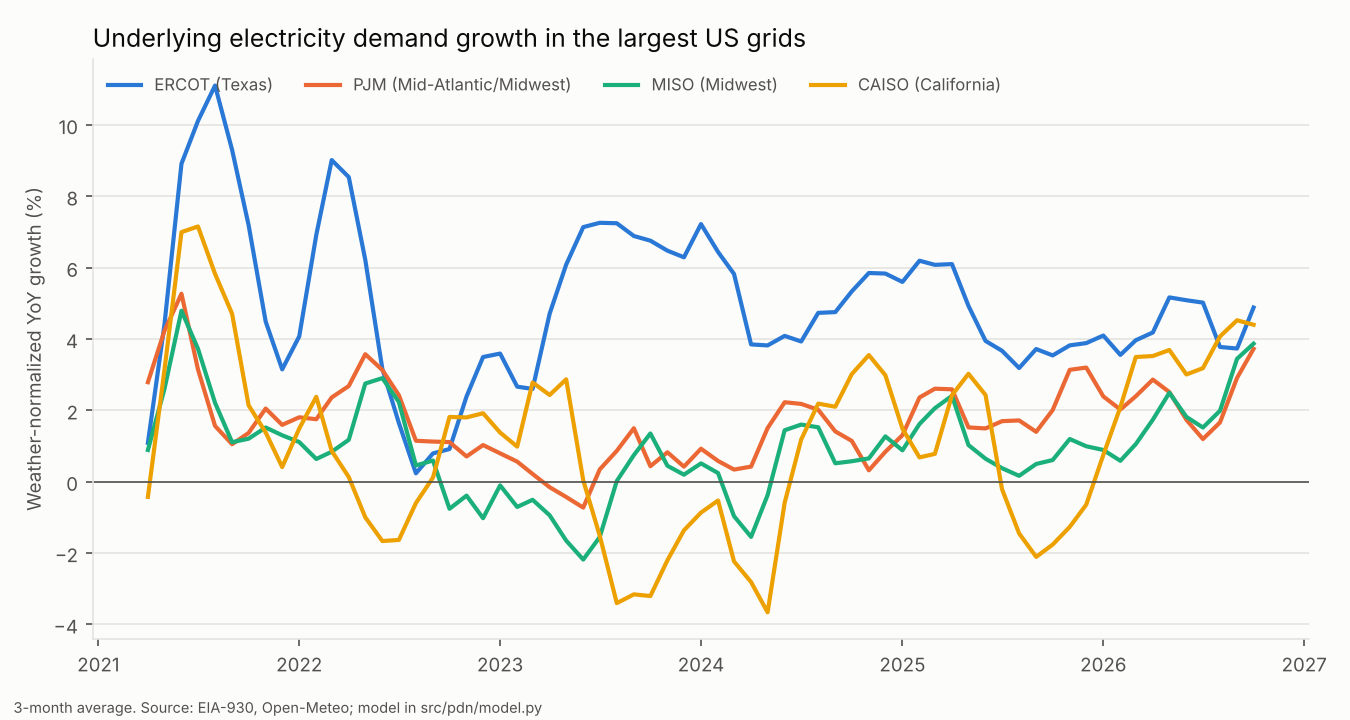 Underlying electricity demand growth in the largest US grids
ERCOT (Texas) PJM (Mid-Atlantic/Midwest) MISO (Midwest) CAISO (California)
Weather-normalized YoY growth (%)
10
8
6
4
2
0
−2
−4
2021 2022 2023 2024 2025 2026 2027
3-month average. Source: EIA-930, Open-Meteo; model in src/pdn/model.py